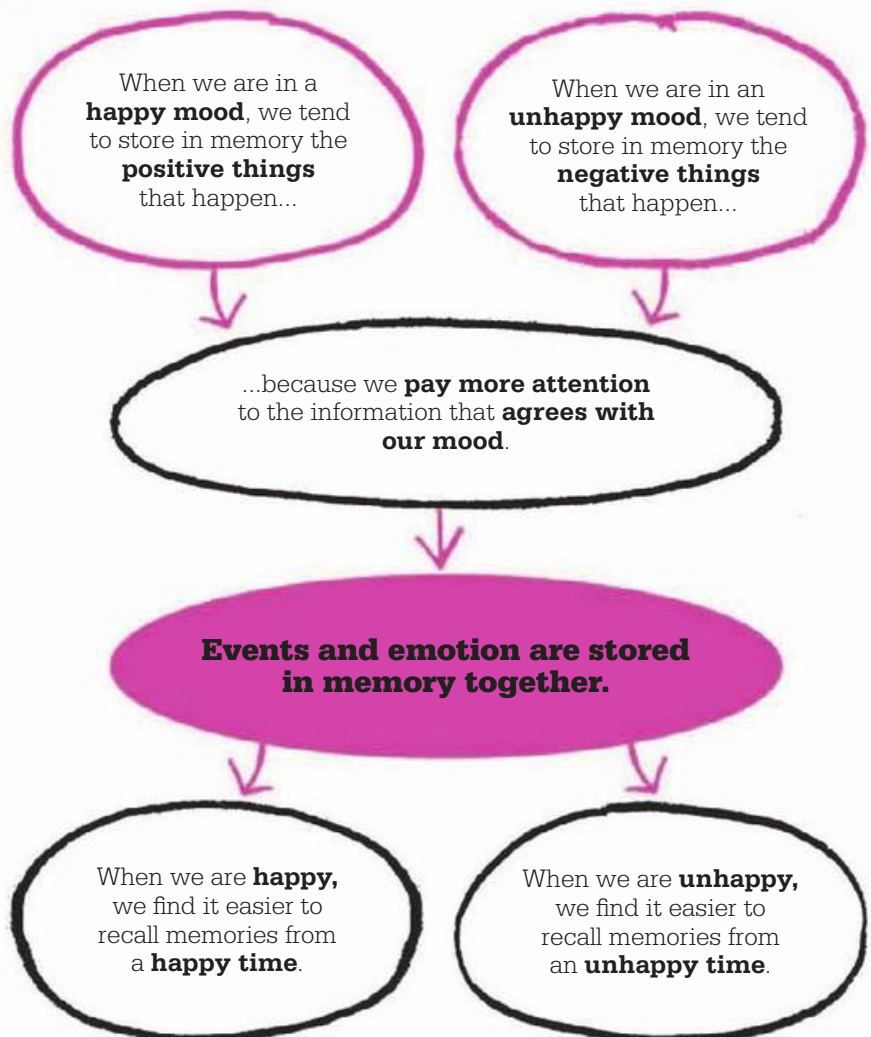 When we are in a
happy mood, we tend
to store in memory the
positive things
that happen...
When we are in an
unhappy mood, we tend
to store in memory the
negative things
that happen...
...because we pay more attention
to the information that agrees with
our mood.
Events and emotion are stored
in memory together.
When we are happy,
we find it easier to
recall memories from
a happy time.
When we are unhappy,
we find it easier to
recall memories from
an unhappy time.